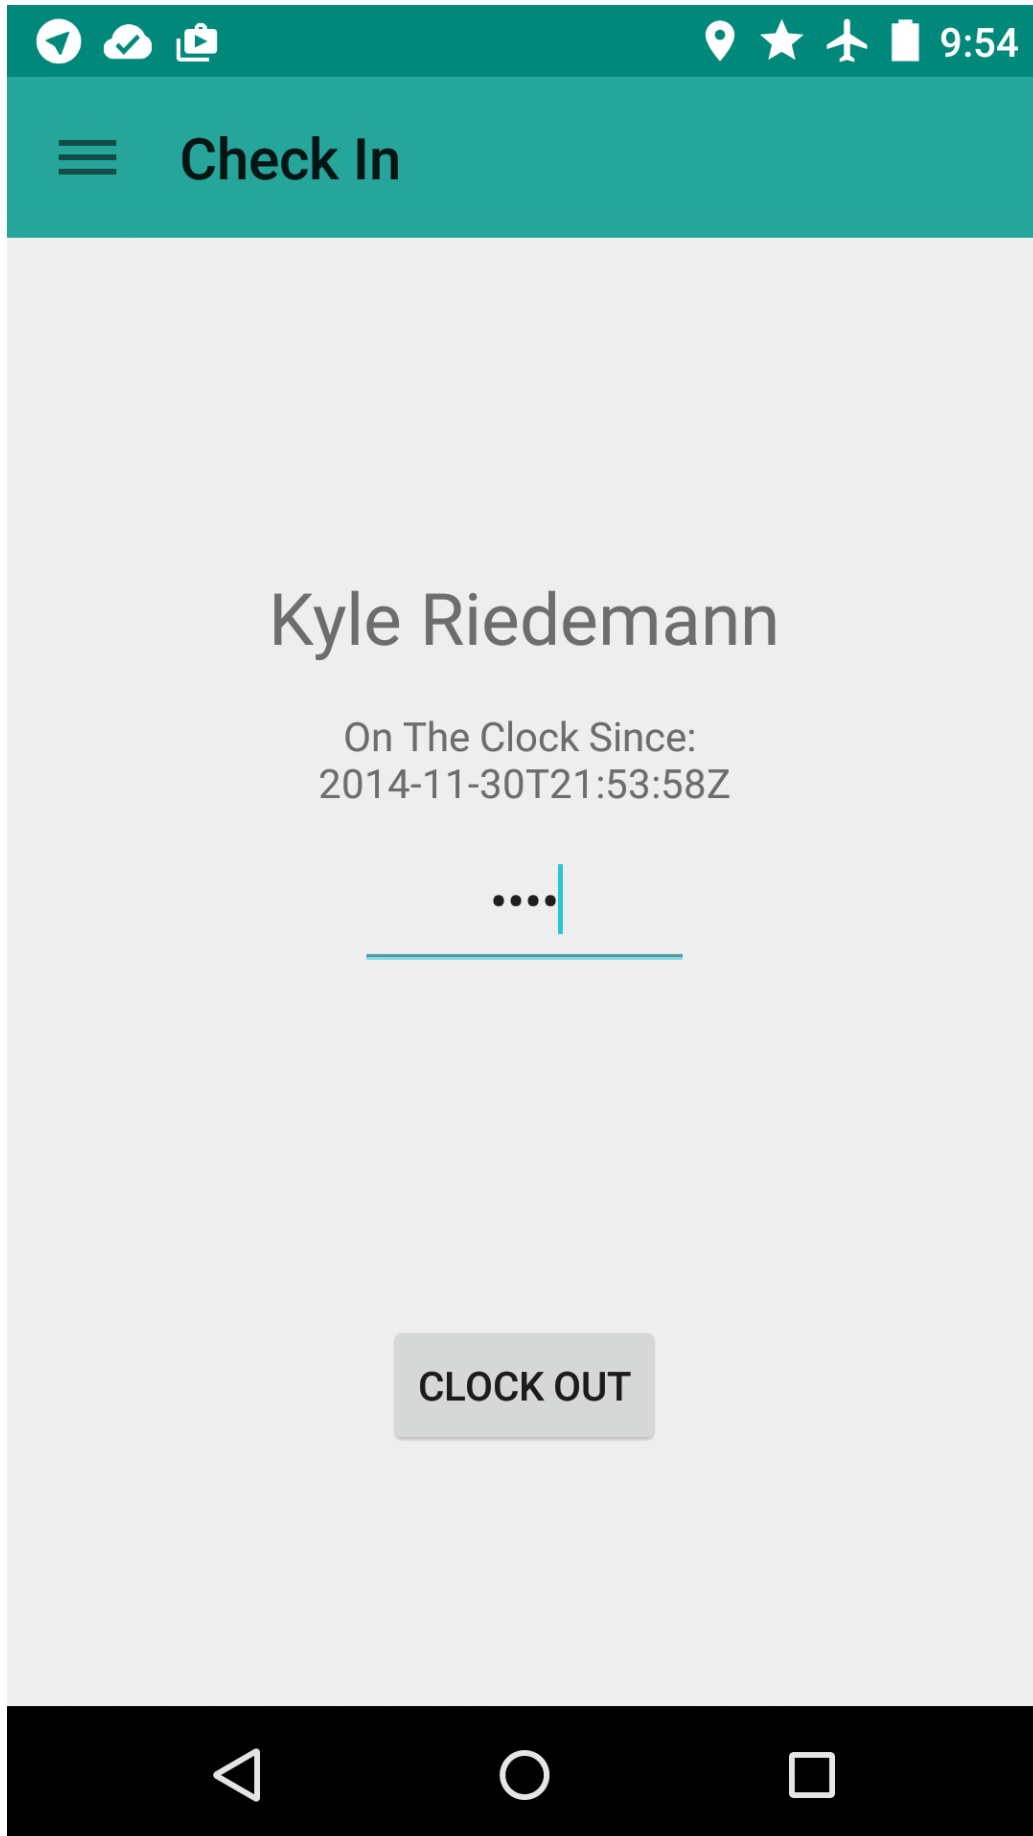 9:54
Check In
Kyle Riedemann
On The Clock Since:
2014-11-30T21:53:58Z
••••
CLOCK OUT